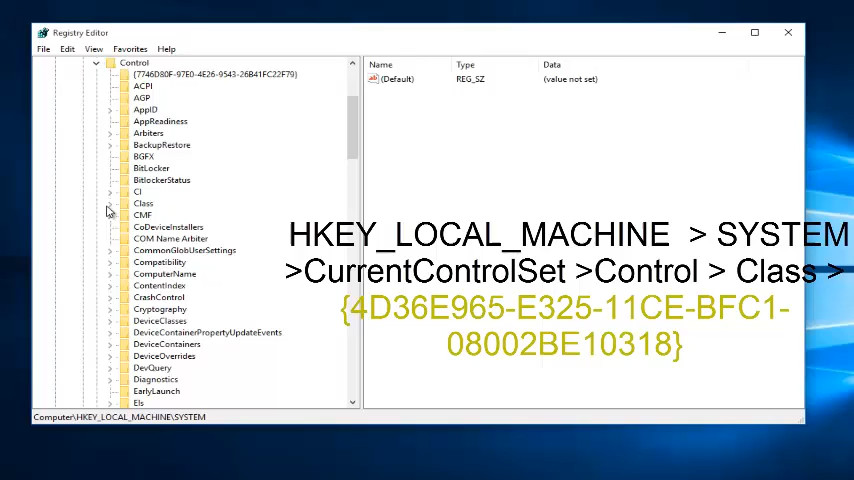 Registry Editor
File Edit View Favorites Help
Control
{7746D80F-97E0-4E26-9543-26B41FC22F79}
ACPI
AGP
AppID
AppReadiness
Arbiters
BackupRestore
BGFX
BitLocker
BitlockerStatus
CI
Class
CMF
CoDeviceInstallers
COM Name Arbiter
CommonGlobUserSettings
Compatibility
ComputerName
ContentIndex
CrashControl
Cryptography
DeviceClasses
DeviceContainerPropertyUpdateEvents
DeviceContainers
DeviceOverrides
DevQuery
Diagnostics
EarlyLaunch
Els
Name Type Data
(Default) REG_SZ (value not set)
HKEY_LOCAL_MACHINE > SYSTEM
>CurrentControlSet >Control > Class >
{4D36E965-E325-11CE-BFC1-
08002BE10318}
Computer\HKEY_LOCAL_MACHINE\SYSTEM